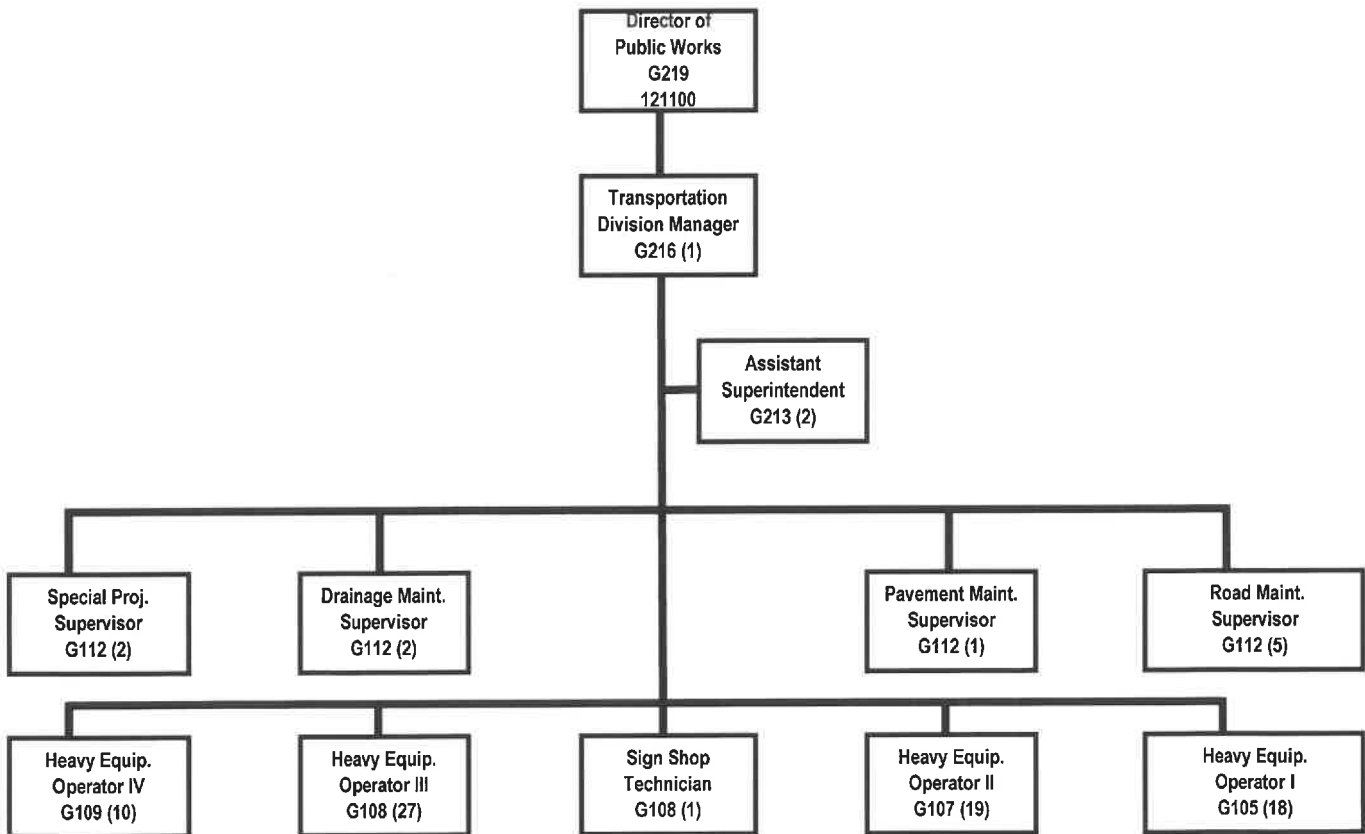 Director of
Public Works
G219
121100
Transportation
Division Manager
G216 (1)
Assistant
Superintendent
G213 (2)
Special Proj.
Supervisor
G112 (2)
Drainage Maint.
Supervisor
G112 (2)
Pavement Maint.
Supervisor
G112 (1)
Road Maint.
Supervisor
G112 (5)
Heavy Equip.
Operator IV
G109 (10)
Heavy Equip.
Operator III
G108 (27)
Sign Shop
Technician
G108 (1)
Heavy Equip.
Operator II
G107 (19)
Heavy Equip.
Operator I
G105 (18)